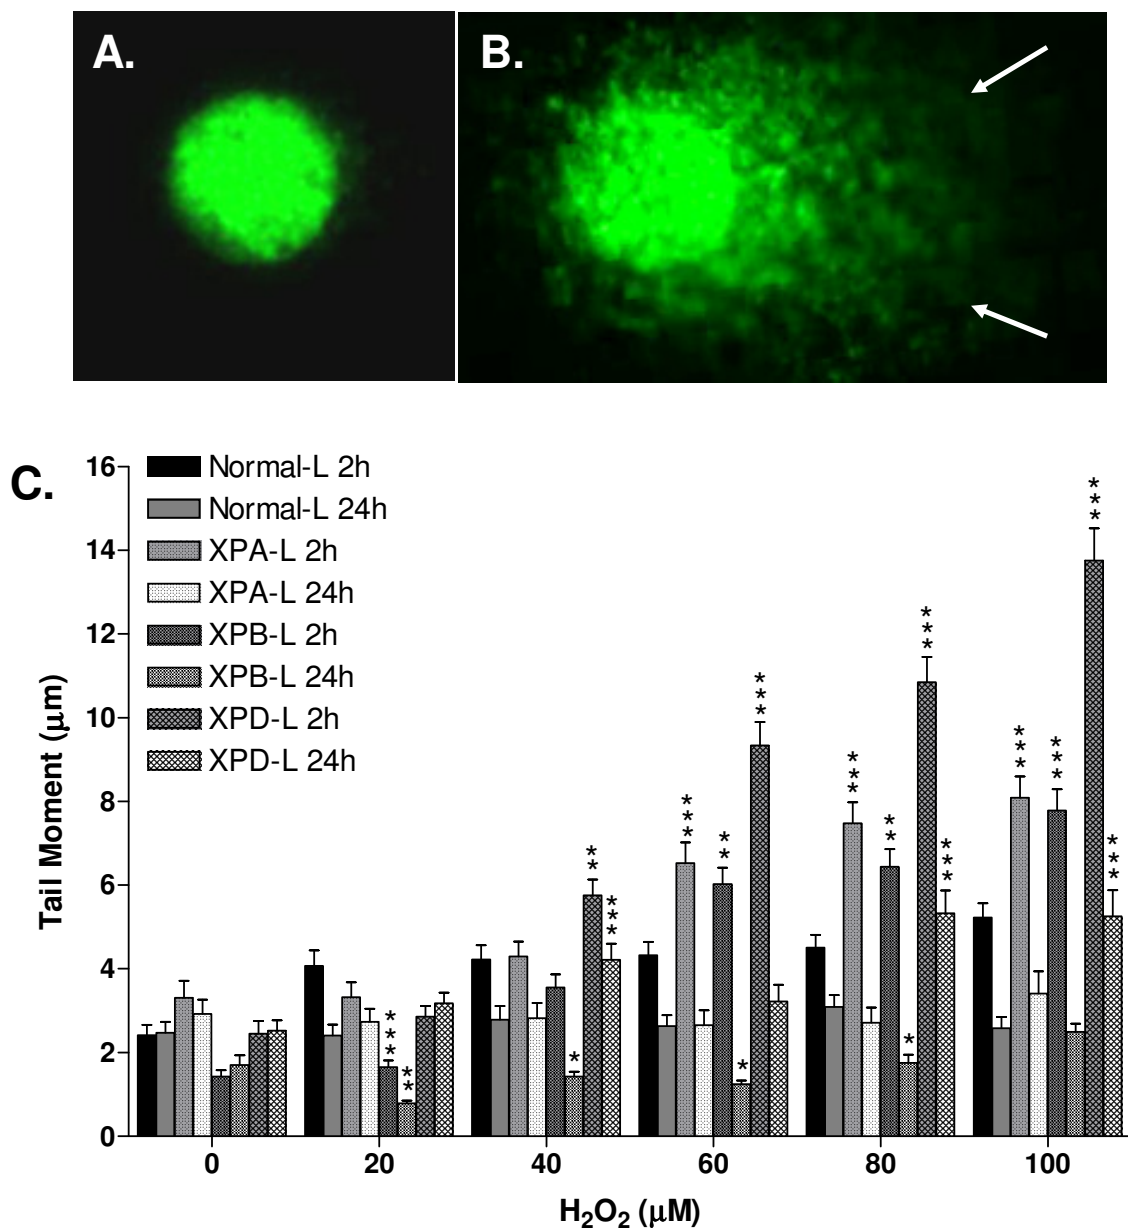 A.
B.
C.
16
14
12
10
8
6
4
2
0
Tail Moment (μm)
Normal-L 2h
Normal-L 24h
XPA-L 2h
XPA-L 24h
XPB-L 2h
XPB-L 24h
XPD-L 2h
XPD-L 24h
***
**
**
***
*
***
**
*
***
***
**
*
***
***
***
***
***
***
0 20 40 60 80 100
H₂O₂ (μM)